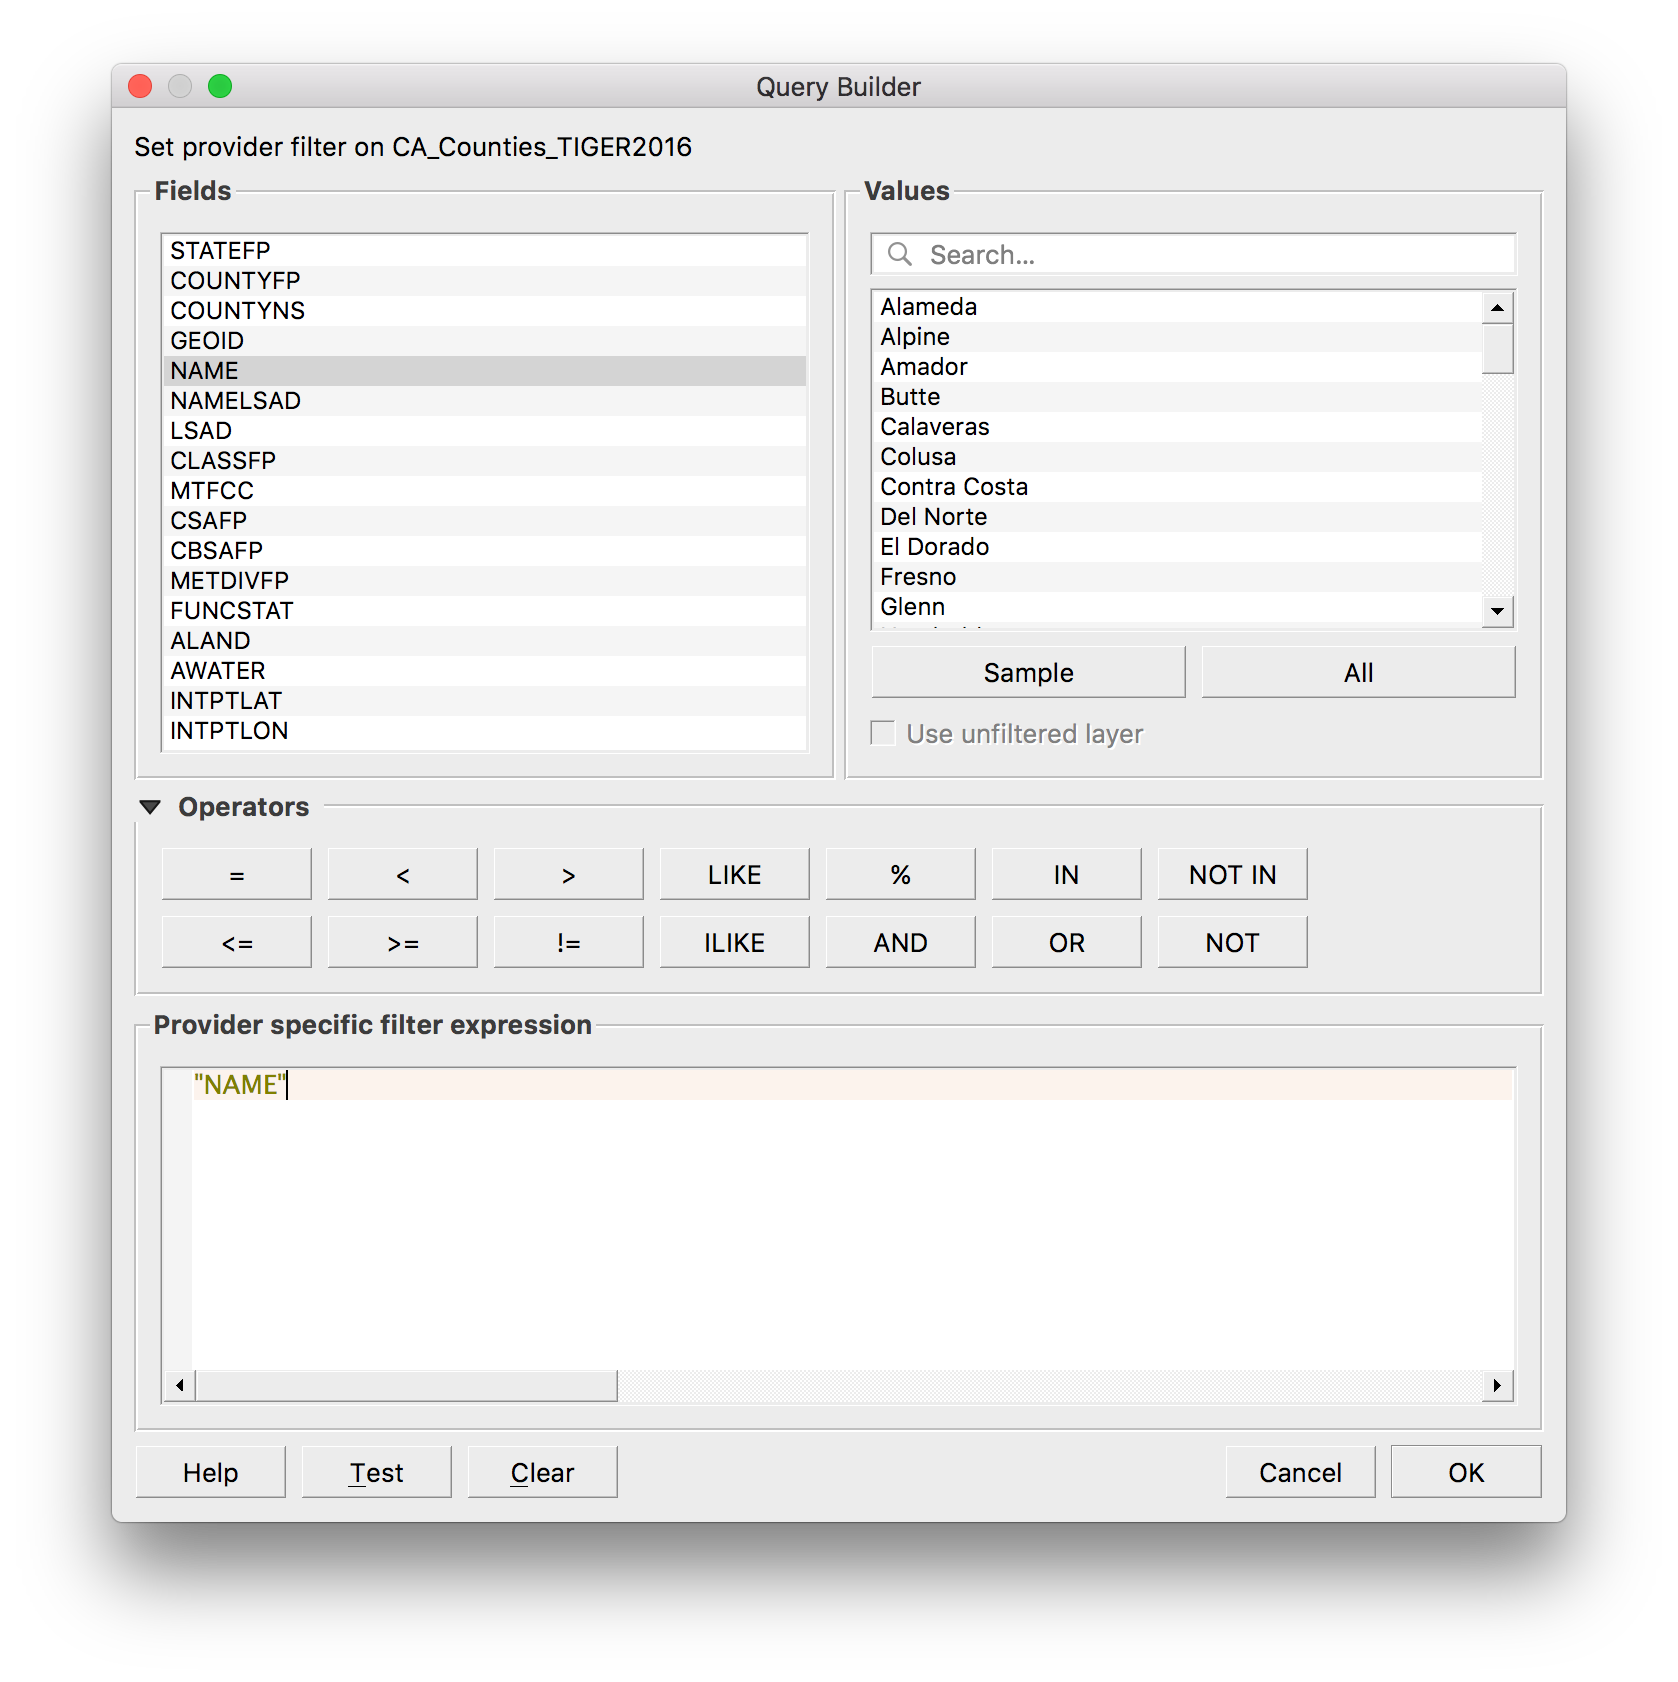 Query Builder
Set provider filter on CA_Counties_TIGER2016
Fields
STATEFP
COUNTYFP
COUNTYNS
GEOID
NAME
NAMELSAD
LSAD
CLASSFP
MTFCC
CSAFP
CBSAFP
METDIVFP
FUNCSTAT
ALAND
AWATER
INTPTLAT
INTPTLON
Values
Search...
Alameda
Alpine
Amador
Butte
Calaveras
Colusa
Contra Costa
Del Norte
El Dorado
Fresno
Glenn
Sample All
Use unfiltered layer
Operators
= < > LIKE % IN NOT IN
<= >= != ILIKE AND OR NOT
Provider specific filter expression
"NAME"
Help Test Clear Cancel OK